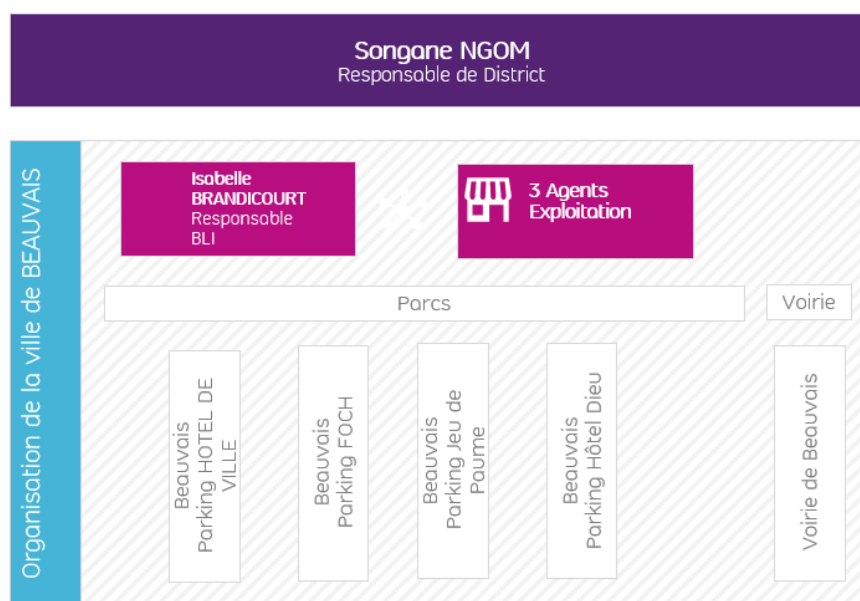 Songane NGOM
Responsable de District
Organisation de la ville de BEAUVAIS
Isabelle
BRANDICOURT
Responsable
BLI
3 Agents
Exploitation
Parcs
Voirie
Beauvais
Parking HOTEL DE
VILLE
Beauvais
Parking FOCH
Beauvais
Parking Jeu de
Paume
Beauvais
Parking Hôtel Dieu
Voirie de Beauvais